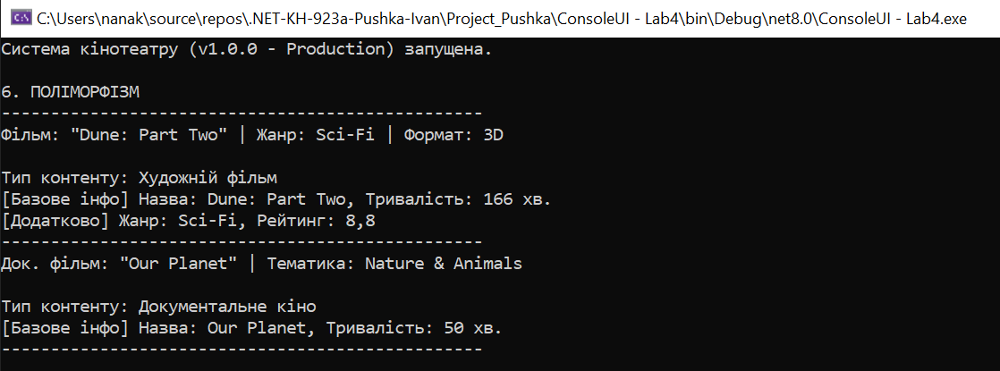 C:\Users\nanak\source\repos\.NET-KH-923a-Pushka-Ivan\Project_Pushka\ConsoleUI - Lab4\bin\Debug\net8.0\ConsoleUI - Lab4.exe
Система кінотеатру (v1.0.0 - Production) запущена.
6. ПОЛІМОРФІЗМ
-------------------------------------------------
Фільм: "Dune: Part Two" | Жанр: Sci-Fi | Формат: 3D
Тип контенту: Художній фільм
[Базове інфо] Назва: Dune: Part Two, Тривалість: 166 хв.
[Додатково] Жанр: Sci-Fi, Рейтинг: 8,8
-------------------------------------------------
Док. фільм: "Our Planet" | Тематика: Nature & Animals
Тип контенту: Документальне кіно
[Базове інфо] Назва: Our Planet, Тривалість: 50 хв.
-------------------------------------------------